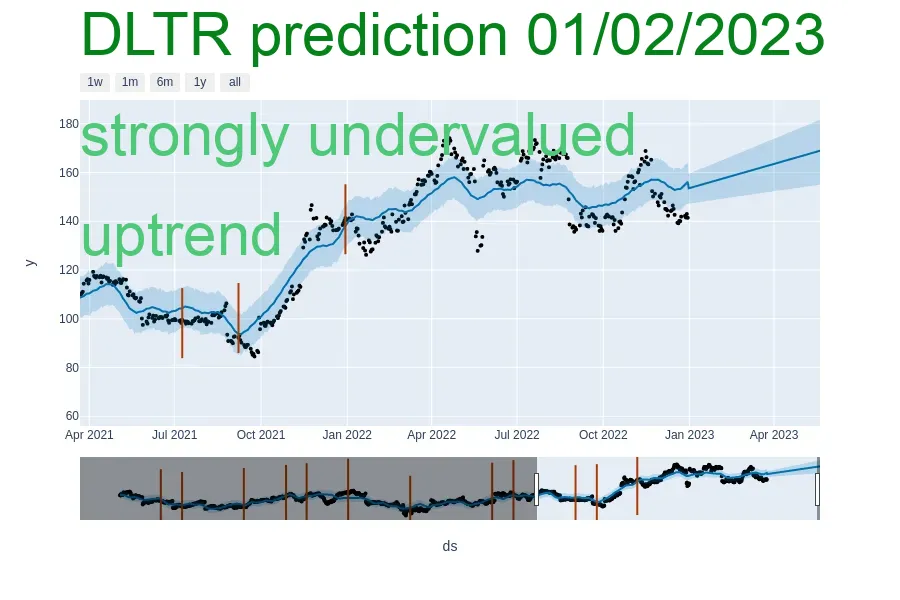 DLTR prediction 01/02/2023
1w 1m 6m 1y all
strongly undervalued
uptrend
180
160
140
120
100
80
60
y
Apr 2021 Jul 2021 Oct 2021 Jan 2022 Apr 2022 Jul 2022 Oct 2022 Jan 2023 Apr 2023
ds